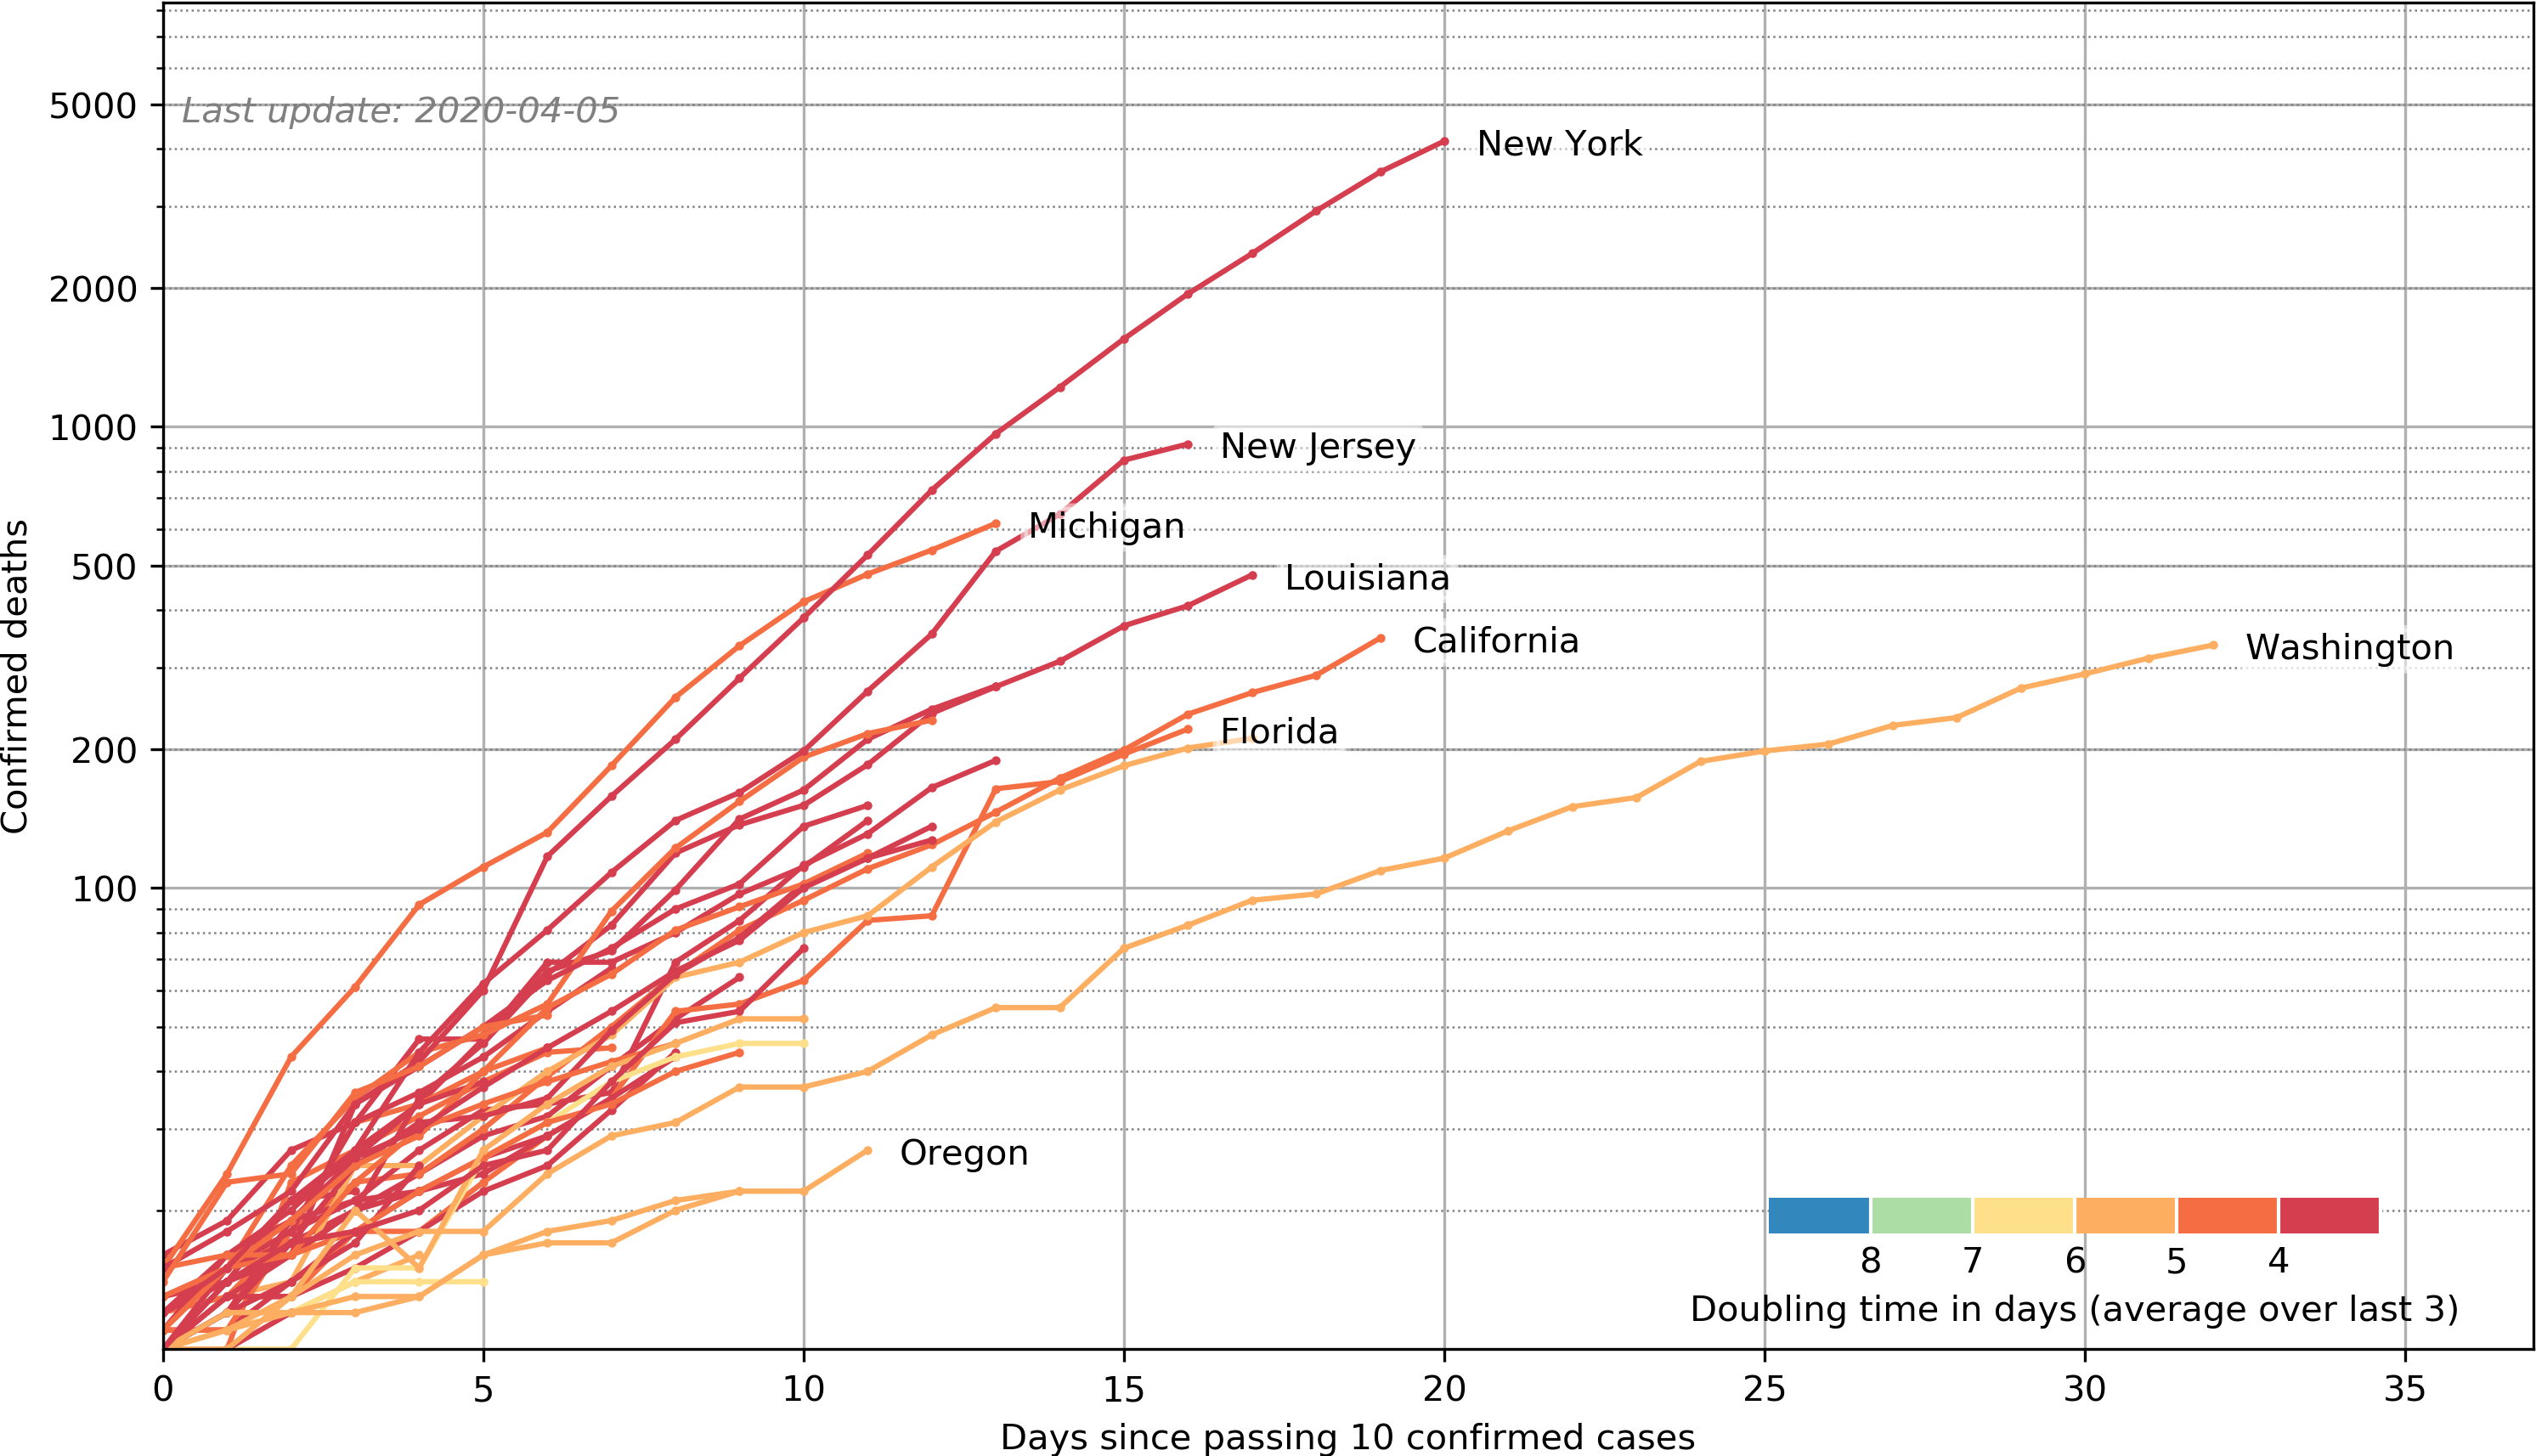 5000
Last update: 2020-04-05
New York
2000
1000
New Jersey
Michigan
500
Louisiana
California
Washington
Florida
200
100
Oregon
Confirmed deaths
8 7 6 5 4
Doubling time in days (average over last 3)
0 5 10 15 20 25 30 35
Days since passing 10 confirmed cases